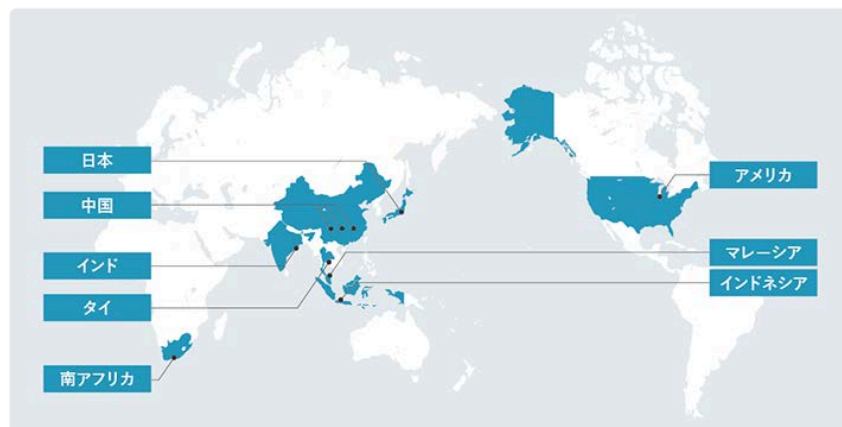 日本
中国
インド
タイ
南アフリカ
アメリカ
マレーシア
インドネシア